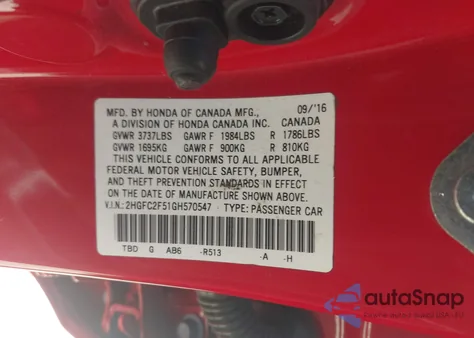 MFD. BY HONDA OF CANADA MFG., 09/'16
A DIVISION OF HONDA CANADA INC. CANADA
GVWR 3737LBS GAWR F 1984LBS R 1786LBS
GVWR 1695KG GAWR F 900KG R 810KG
THIS VEHICLE CONFORMS TO ALL APPLICABLE
FEDERAL MOTOR VEHICLE SAFETY, BUMPER,
AND THEFT PREVENTION STANDARDS IN EFFECT
ON THE DATE OF MANUFACTURE SHOWN ABOVE.
V.I.N.: 2HGFC2F51GH570547 TYPE: PASSENGER CAR
TBD G AB6 -R513 -A -H
autoSnap